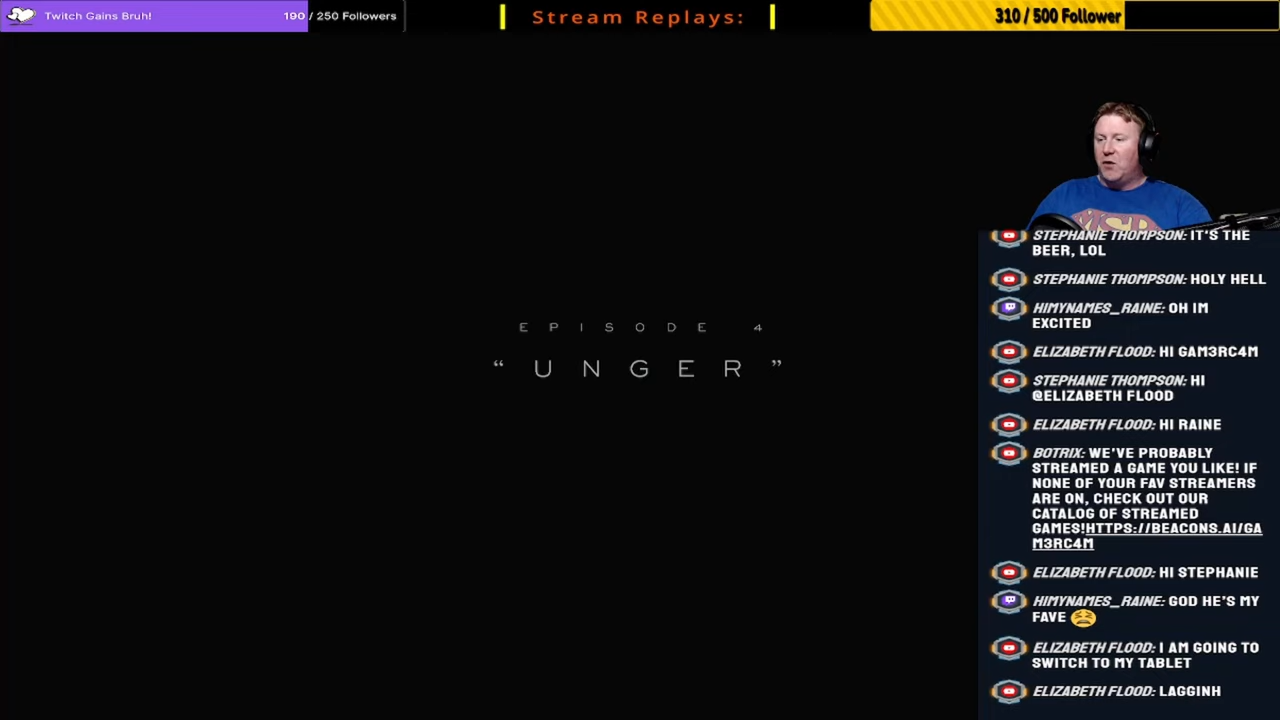 Twitch Gains Bruh!
190 / 250 Followers
Stream Replays:
310 / 500 Follower
EPISODE 4
“UNGER”
STEPHANIE THOMPSON: IT'S THE
BEER, LOL
STEPHANIE THOMPSON: HOLY HELL
HIMYNAMES_RAINE: OH IM
EXCITED
ELIZABETH FLOOD: HI GAM3RC4M
STEPHANIE THOMPSON: HI
@ELIZABETH FLOOD
ELIZABETH FLOOD: HI RAINE
BOTRIX: WE'VE PROBABLY
STREAMED A GAME YOU LIKE! IF
NONE OF YOUR FAV STREAMERS
ARE ON, CHECK OUT OUR
CATALOG OF STREAMED
GAMES!HTTPS://BEACONS.AI/GA
M3RC4M
ELIZABETH FLOOD: HI STEPHANIE
HIMYNAMES_RAINE: GOD HE'S MY
FAVE 😫
ELIZABETH FLOOD: I AM GOING TO
SWITCH TO MY TABLET
ELIZABETH FLOOD: LAGGINH